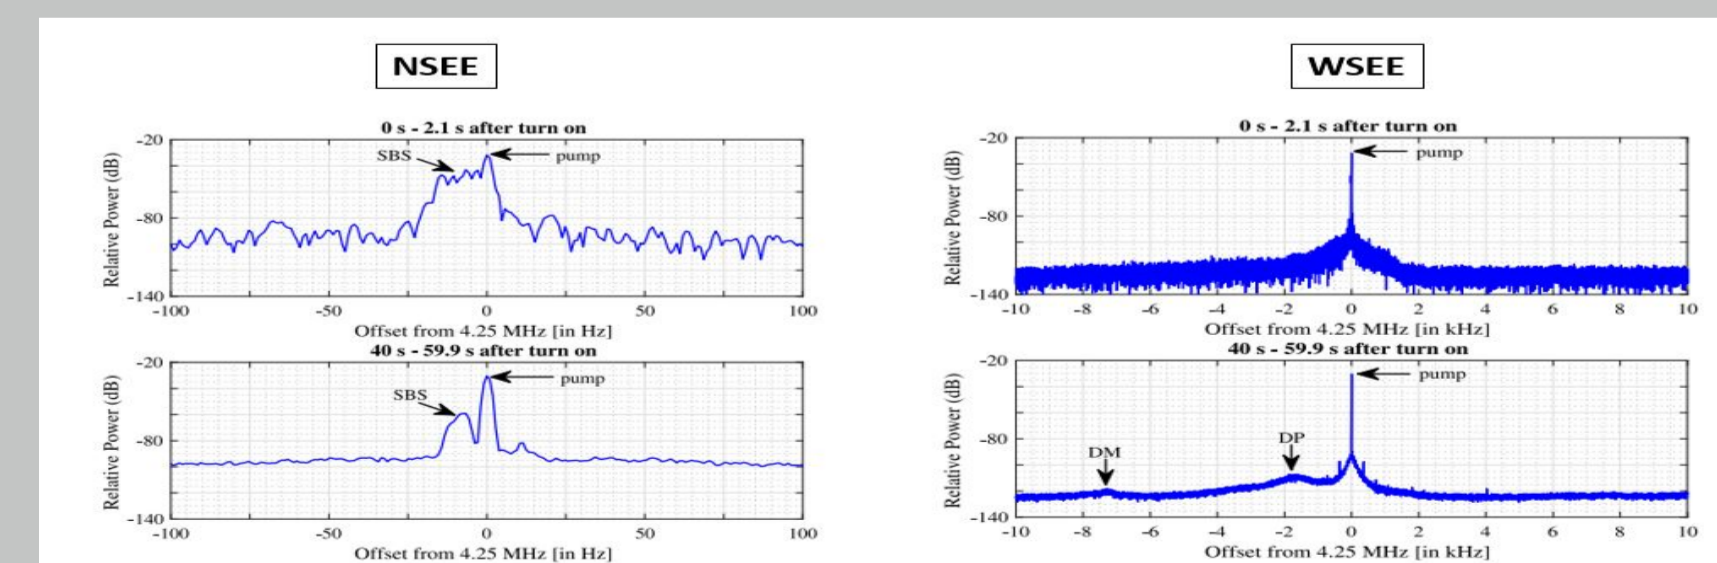 NSEE
0 s - 2.1 s after turn on
-20
-80
-140
Relative Power (dB)
SBS
pump
-100 -50 0 50 100
Offset from 4.25 MHz [in Hz]
40 s - 59.9 s after turn on
-20
-80
-140
Relative Power (dB)
SBS
pump
-100 -50 0 50 100
Offset from 4.25 MHz [in Hz]
WSEE
0 s - 2.1 s after turn on
-20
-80
-140
Relative Power (dB)
pump
-10 -8 -6 -4 -2 0 2 4 6 8 10
Offset from 4.25 MHz [in kHz]
40 s - 59.9 s after turn on
-20
-80
-140
Relative Power (dB)
pump
DP
DM
-10 -8 -6 -4 -2 0 2 4 6 8 10
Offset from 4.25 MHz [in kHz]